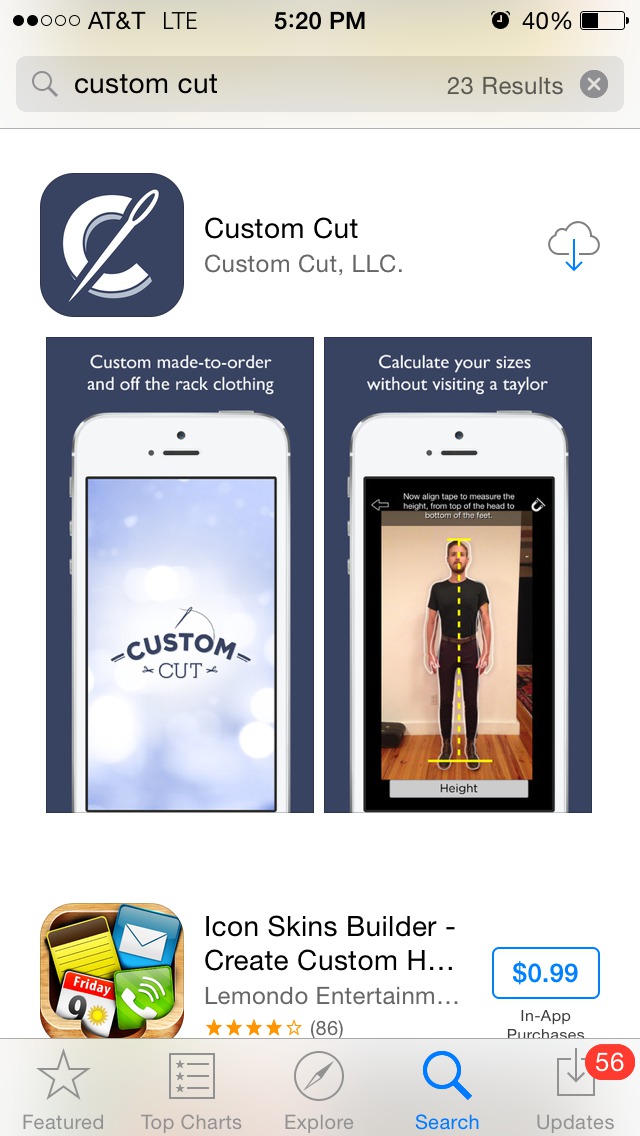 AT&T LTE 5:20 PM 40%
custom cut 23 Results
Custom Cut
Custom Cut, LLC.
Custom made-to-order
and off the rack clothing
CUSTOM
CUT
Calculate your sizes
without visiting a taylor
Now align tape to measure the
height, from top of the head to
bottom of the feet.
Height
Icon Skins Builder -
Create Custom H...
Lemondo Entertainm...
(86)
$0.99
In-App
Purchases
Friday
9
Featured Top Charts Explore Search Updates
56